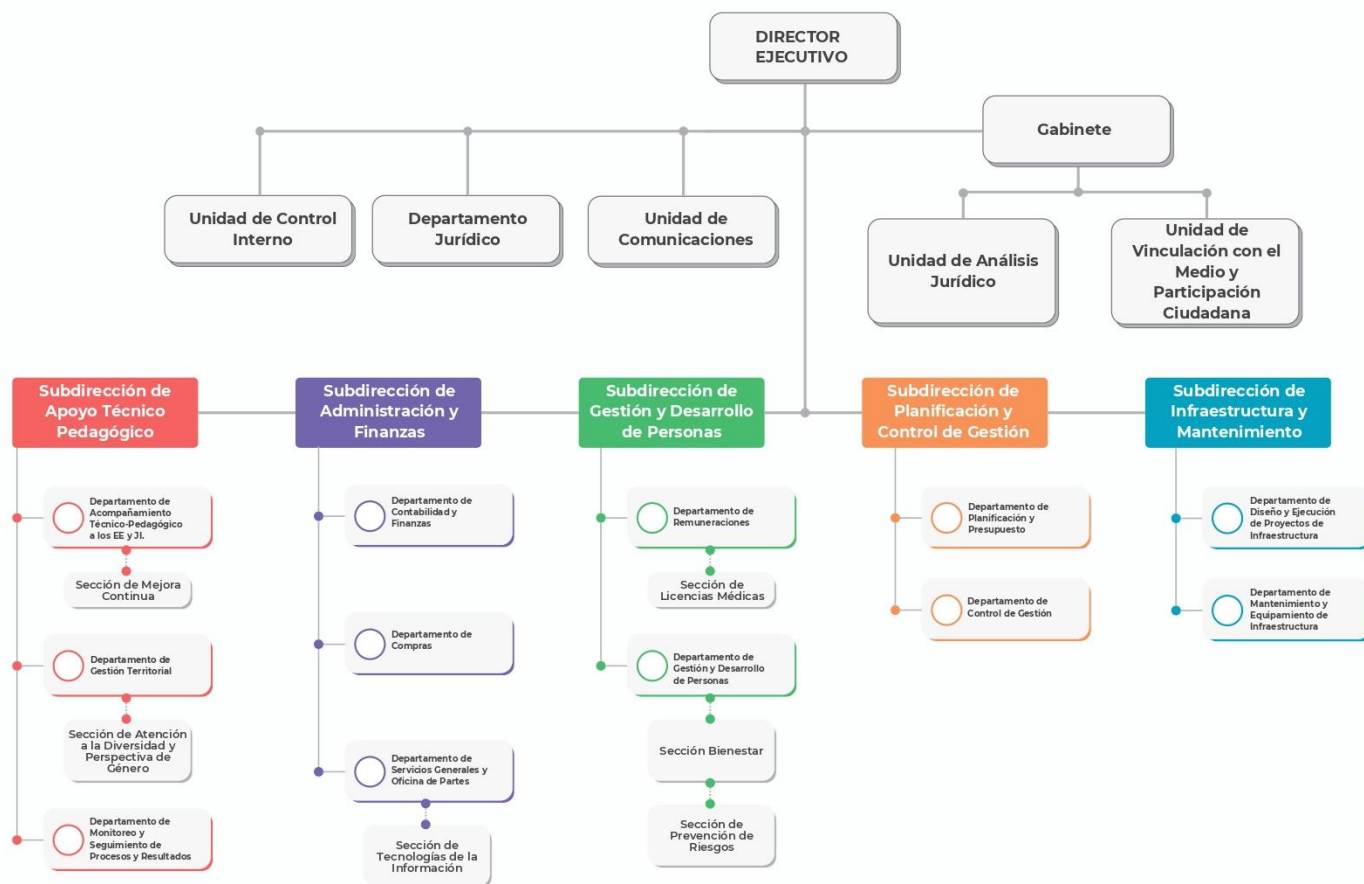 DIRECTOR
EJECUTIVO
Gabinete
Unidad de Control
Interno
Departamento
Jurídico
Unidad de
Comunicaciones
Unidad de Análisis
Jurídico
Unidad de
Vinculación con el
Medio y
Participación
Ciudadana
Subdirección de
Apoyo Técnico
Pedagógico
Subdirección de
Administración y
Finanzas
Subdirección de
Gestión y Desarrollo
de Personas
Subdirección de
Planificación y
Control de Gestión
Subdirección de
Infraestructura y
Mantenimiento
Departamento de
Acompañamiento
Técnico-Pedagógico
a los EE y JI.
Sección de Mejora
Continua
Departamento de
Gestión Territorial
Sección de Atención
a la Diversidad y
Perspectiva de
Género
Departamento de
Monitoreo y
Seguimiento de
Procesos y Resultados
Departamento de
Contabilidad y
Finanzas
Departamento de
Compras
Departamento de
Servicios Generales y
Oficina de Partes
Sección de
Tecnologías de la
Información
Departamento de
Remuneraciones
Sección de
Licencias Médicas
Departamento de
Gestión y Desarrollo
de Personas
Sección Bienestar
Sección de
Prevención de
Riesgos
Departamento de
Planificación y
Presupuesto
Departamento de
Control de Gestión
Departamento de
Diseño y Ejecución
de Proyectos de
Infraestructura
Departamento de
Mantenimiento y
Equipamiento de
Infraestructura